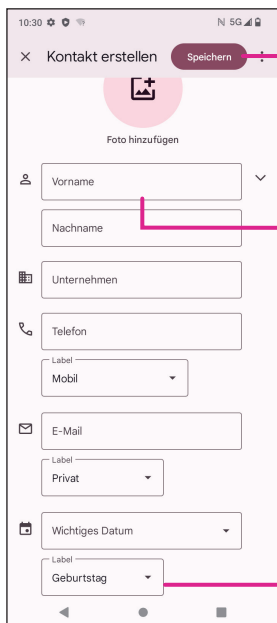 10:30 5G
Kontakt erstellen Speichern
Foto hinzufügen
Vorname
Nachname
Unternehmen
Telefon
Label
Mobil
E-Mail
Label
Privat
Wichtiges Datum
Label
Geburtstag